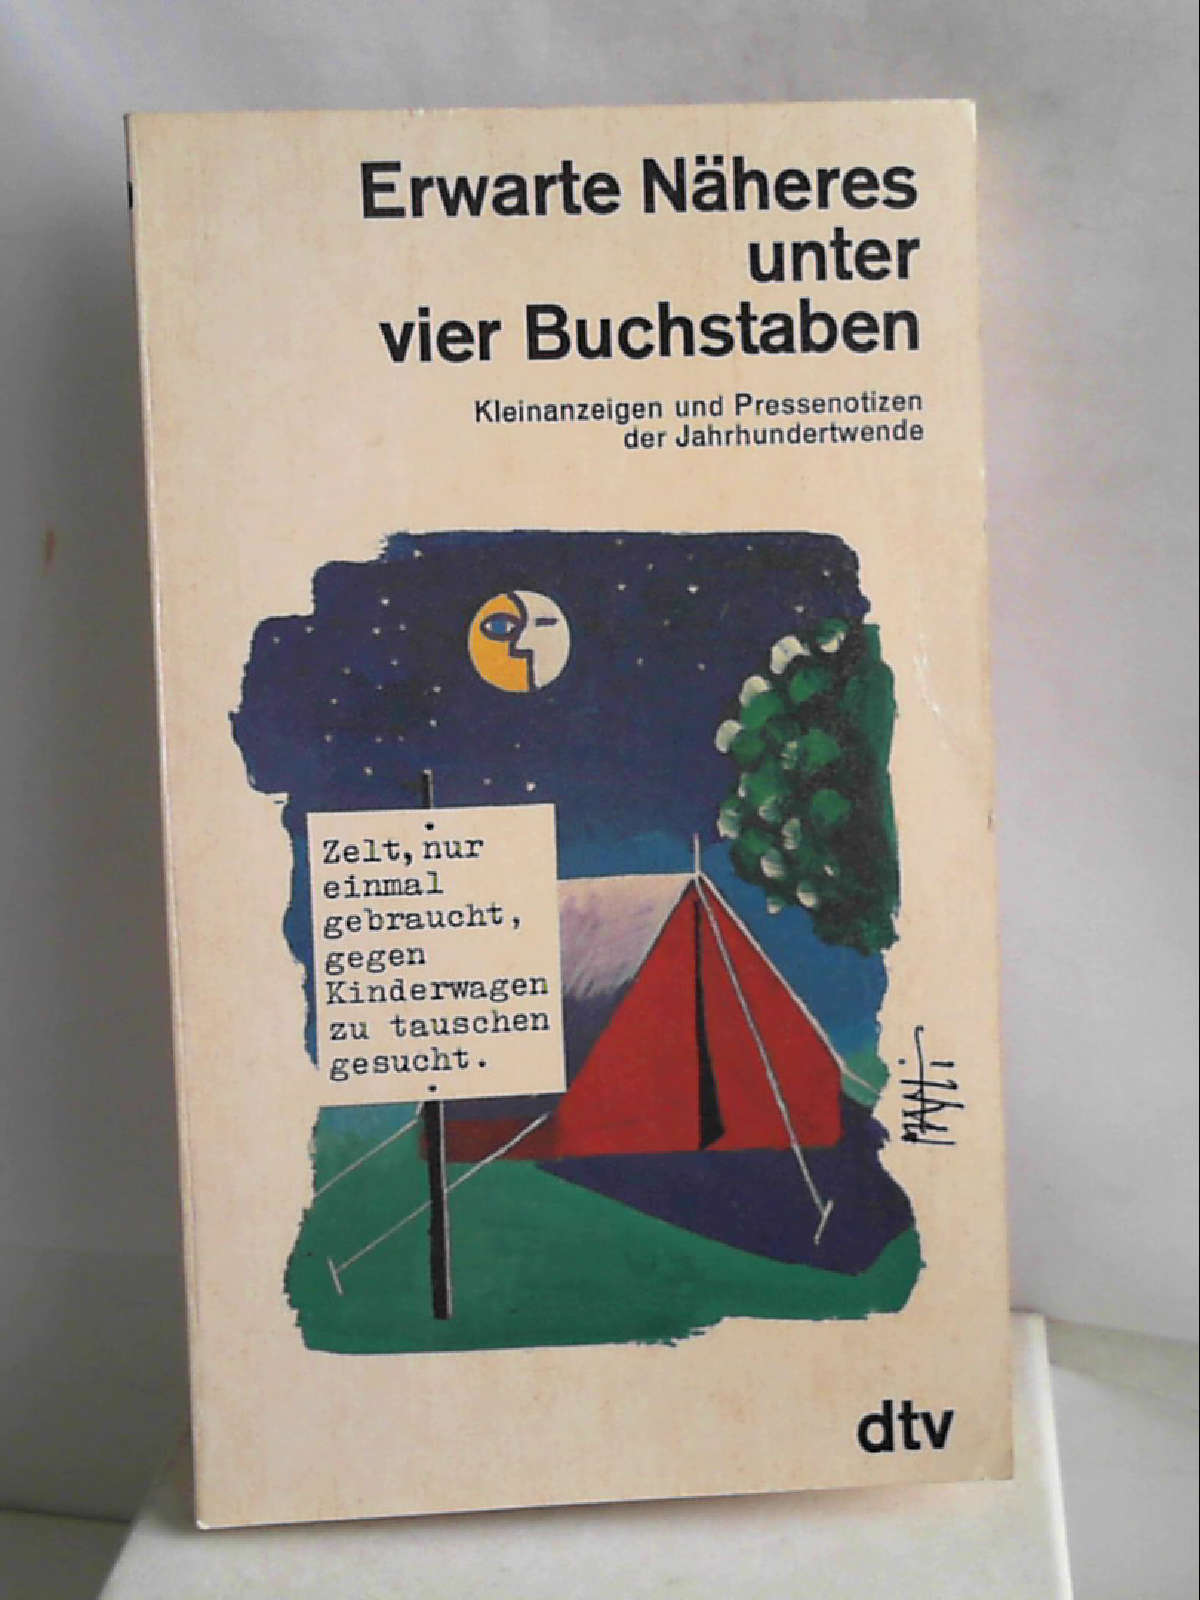 Erwarte Näheres
unter
vier Buchstaben
Kleinanzeigen und Pressenotizen
der Jahrhundertwende
Zelt, nur
einmal
gebraucht,
gegen
Kinderwagen
zu tauschen
gesucht.
dtv